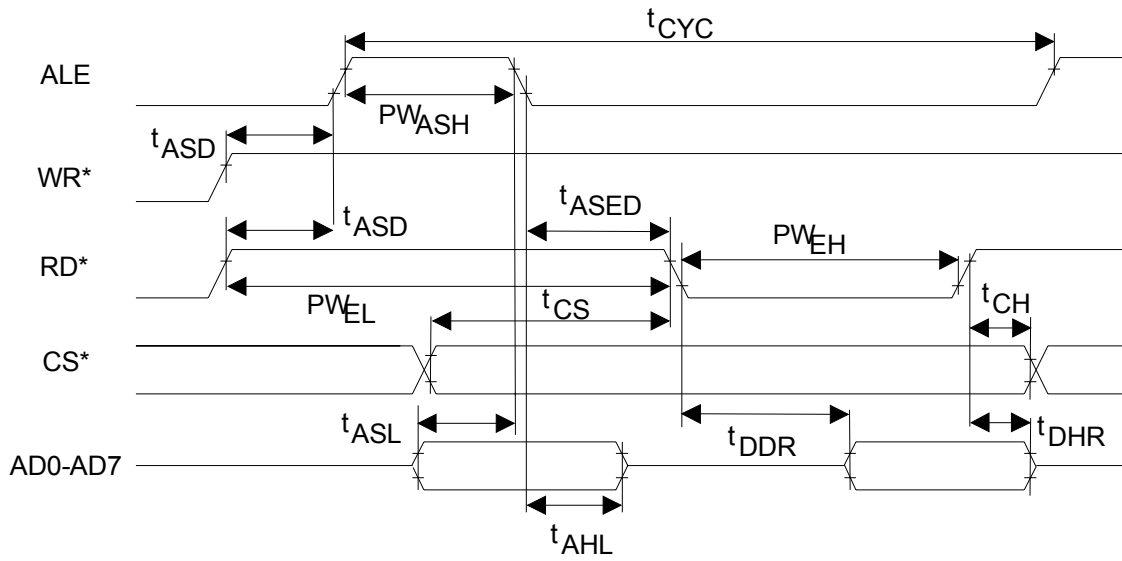 tCYC
ALE
PWASH
tASD
WR*
tASED
tASD
PWEH
RD*
tCS
PWEL
tCH
CS*
tASL
tDDR
tDHR
AD0-AD7
tAHL